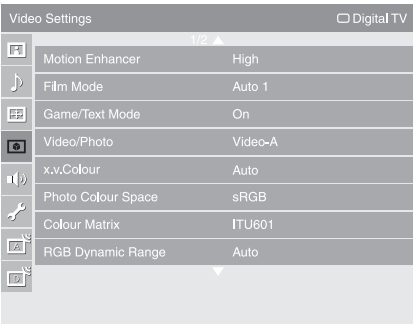 Video Settings Digital TV
1/2
Motion Enhancer High
Film Mode Auto 1
Game/Text Mode On
Video/Photo Video-A
x.v.Colour Auto
Photo Colour Space sRGB
Colour Matrix ITU601
RGB Dynamic Range Auto
A
D